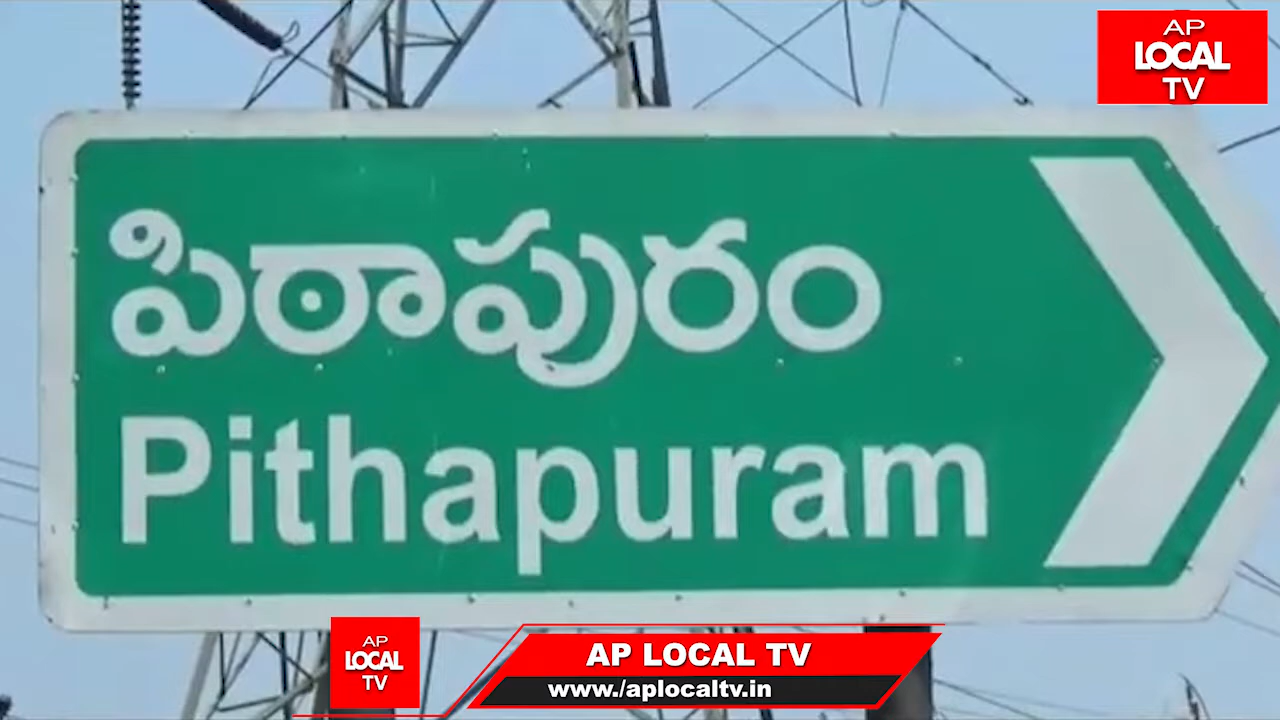 AP
LOCAL
TV
పిఠాపురం
Pithapuram
AP
LOCAL
TV
AP LOCAL TV
www./aplocaltv.in